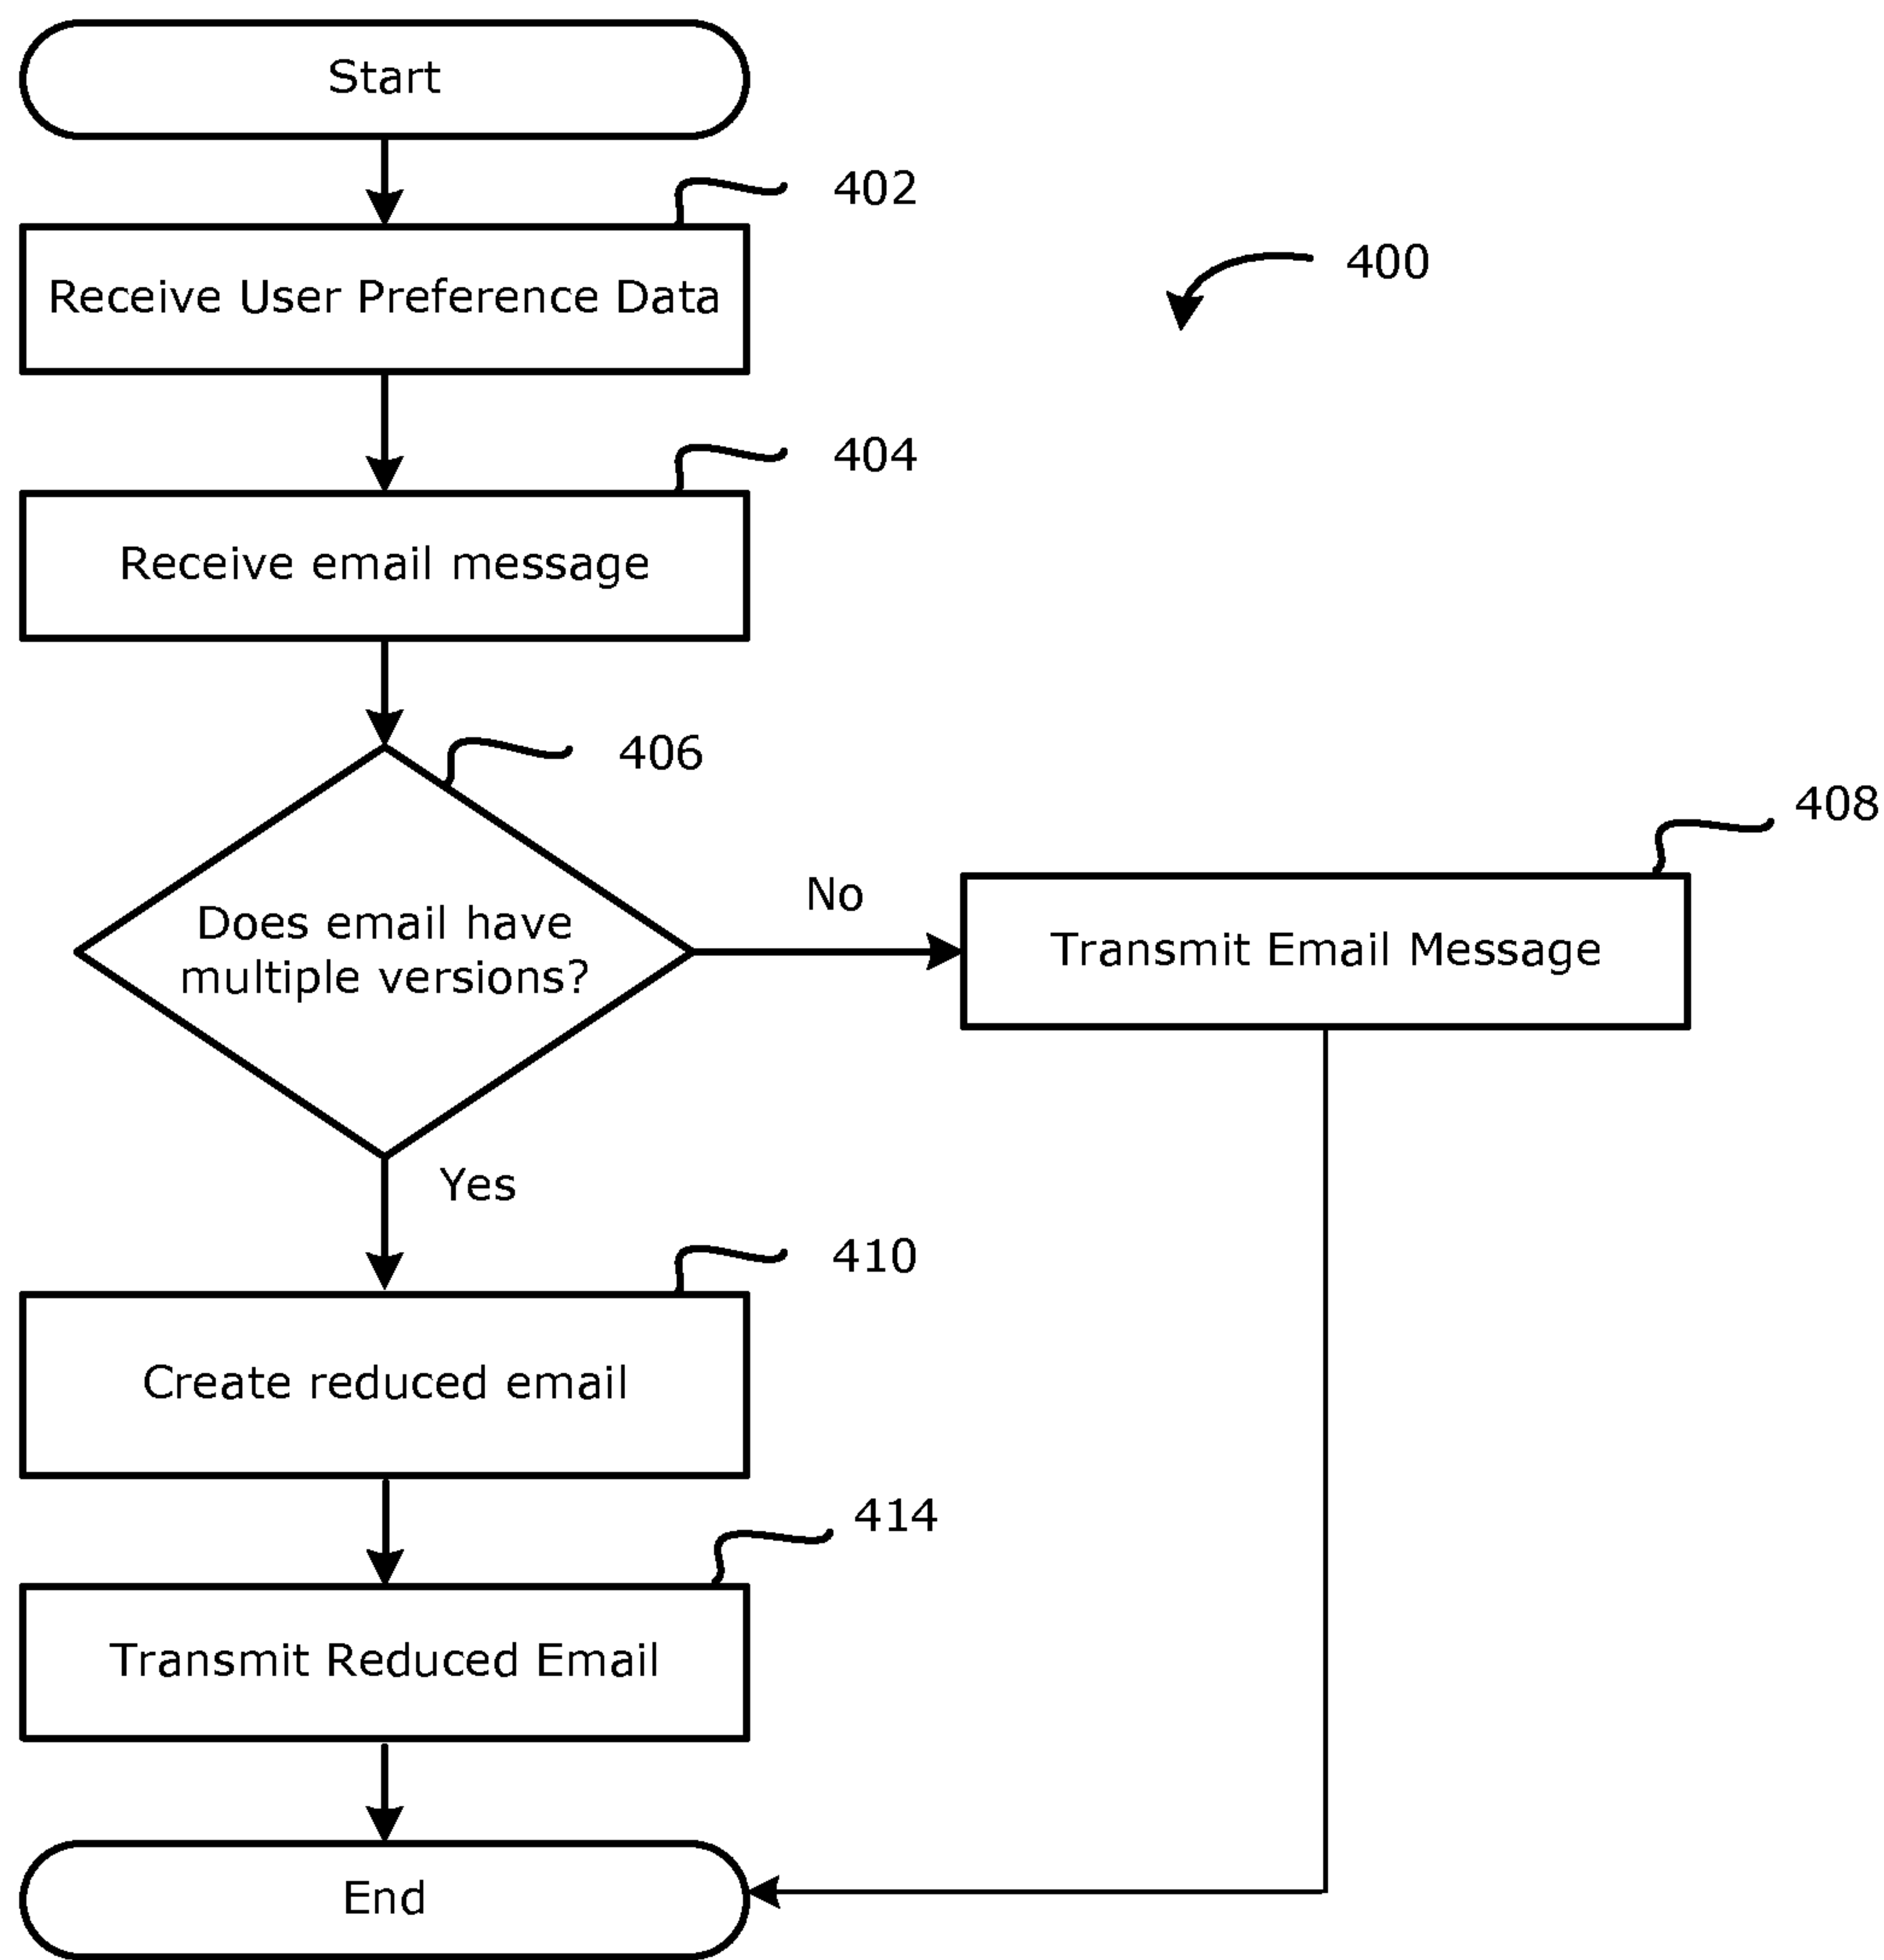 Start
402
Receive User Preference Data
400
404
Receive email message
406
Does email have
multiple versions?
No
408
Transmit Email Message
Yes
410
Create reduced email
414
Transmit Reduced Email
End